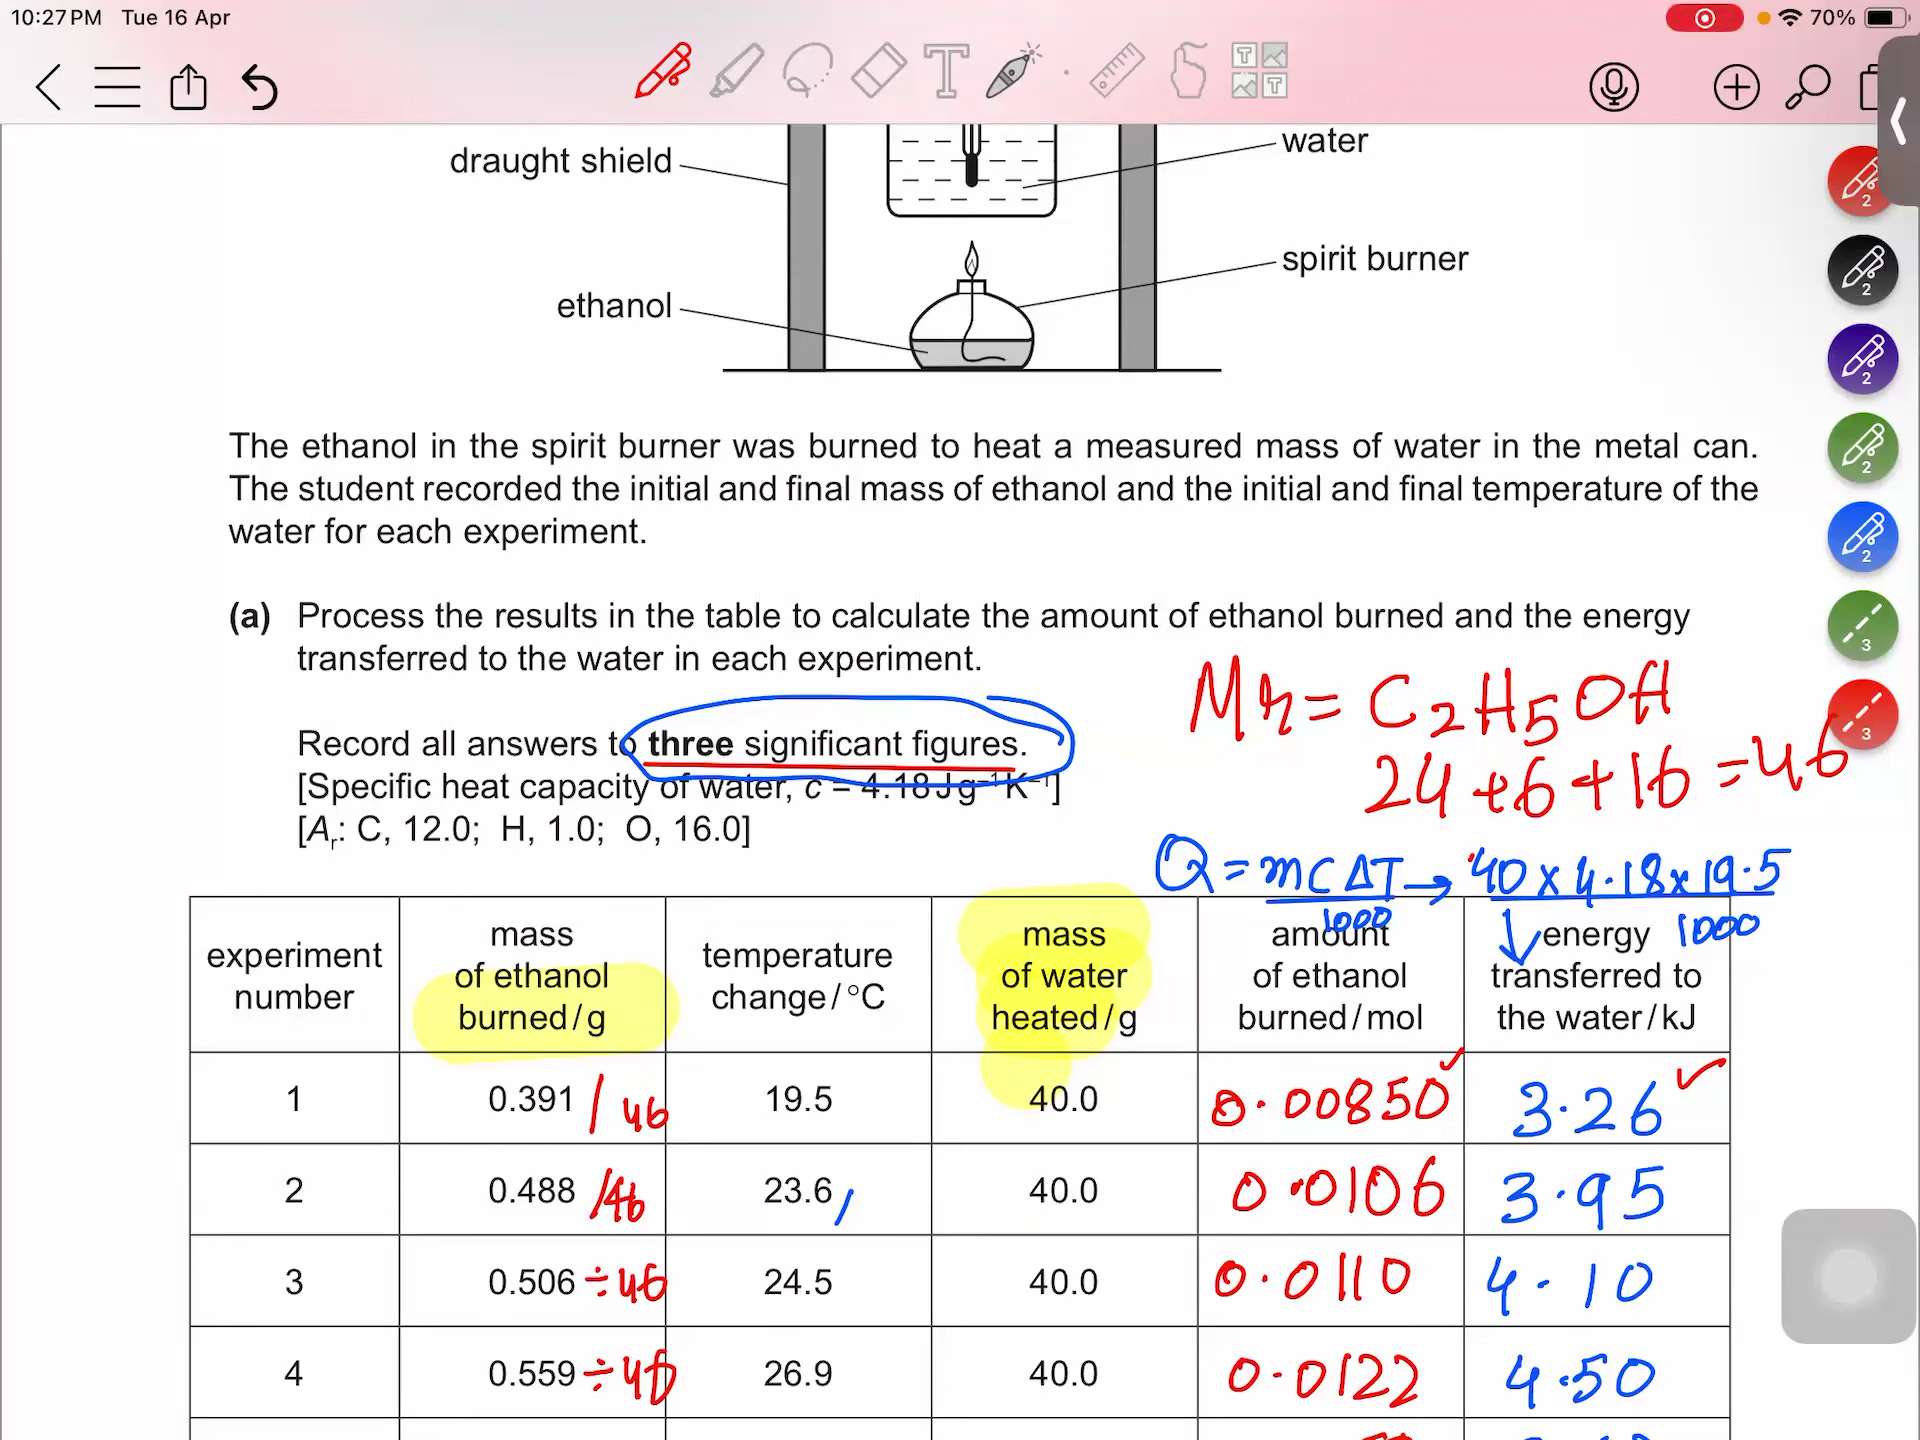 10:27 PM Tue 16 Apr
70%
draught shield
water
spirit burner
ethanol
The ethanol in the spirit burner was burned to heat a measured mass of water in the metal can.
The student recorded the initial and final mass of ethanol and the initial and final temperature of the
water for each experiment.
(a) Process the results in the table to calculate the amount of ethanol burned and the energy
transferred to the water in each experiment.
Mr = C2H5OH
24+6+16=46
Record all answers to three significant figures.
[Specific heat capacity of water, c = 4.18 J g⁻¹ K⁻¹]
[Ar: C, 12.0; H, 1.0; O, 16.0]
Q = mCΔT/1000 → 40 x 4.18 x 19.5/1000
experiment number
mass of ethanol burned / g
temperature change / °C
mass of water heated / g
amount of ethanol burned / mol
↓ energy transferred to the water / kJ
1 0.391 / 46 19.5 40.0 0.00850 ✓ 3.26 ✓
2 0.488 /46 23.6 / 40.0 0.0106 3.95
3 0.506 ÷46 24.5 40.0 0.0110 4.10
4 0.559 ÷46 26.9 40.0 0.0122 4.50
2
2
2
2
2
3
3